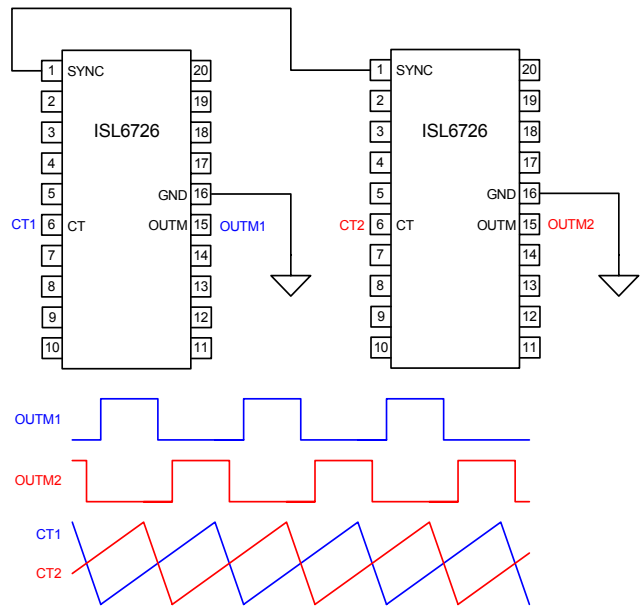 1 SYNC 20
2 19
3 ISL6726 18
4 17
5 GND 16
CT1 6 CT OUTM 15 OUTM1
7 14
8 13
9 12
10 11
1 SYNC 20
2 19
3 ISL6726 18
4 17
5 GND 16
CT2 6 CT OUTM 15 OUTM2
7 14
8 13
9 12
10 11
OUTM1
OUTM2
CT1
CT2